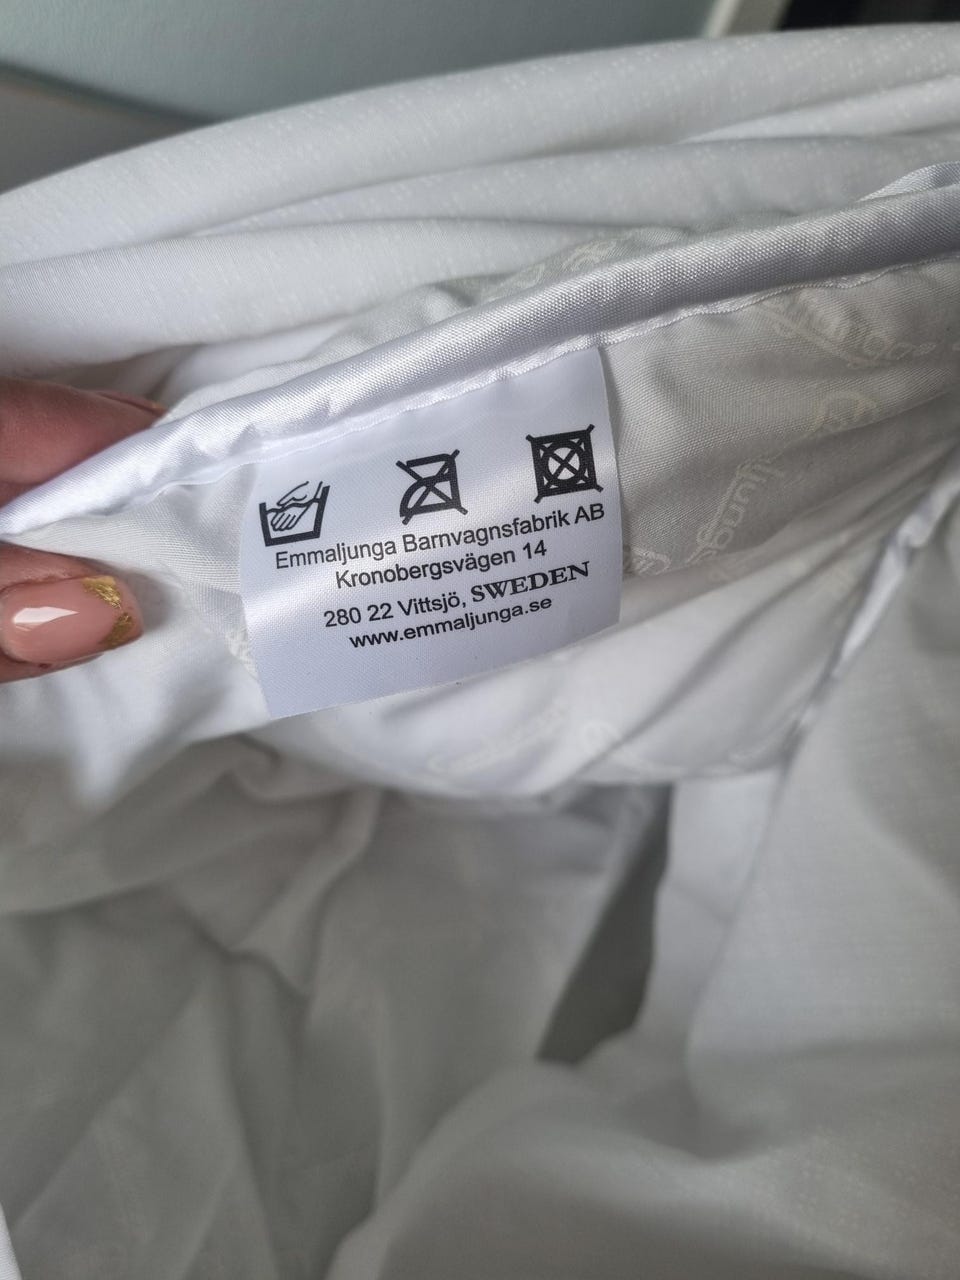 Emmaljunga Barnvagnsfabrik AB
Kronobergsvägen 14
280 22 Vittsjö, SWEDEN
www.emmaljunga.se